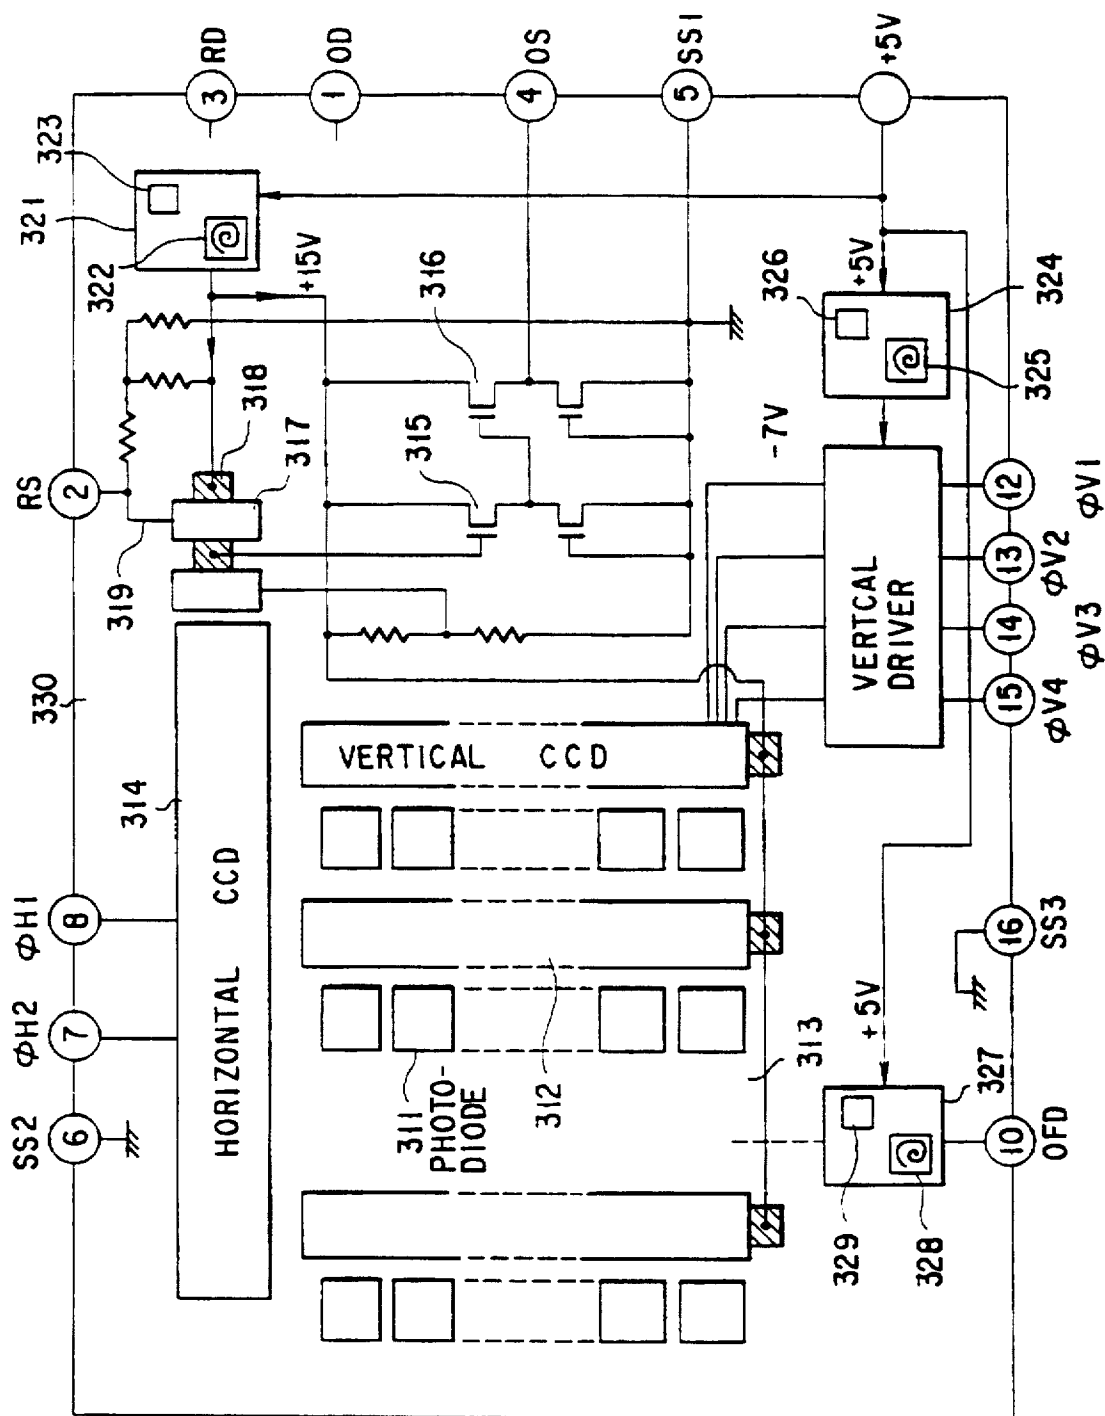 SS2
6
ΦH2
7
ΦH1
8
330
RS
2
3
RD
1
OD
4
OS
5
SS1
+5V
314
HORIZONTAL CCD
319
318
317
321
323
322
+15V
316
315
VERTICAL CCD
311
PHOTO-
DIODE
312
313
-7V
+5V
326
324
325
VERTCAL
DRIVER
12
ΦV1
13
ΦV2
14
ΦV3
15
ΦV4
16
SS3
+5V
327
329
328
10
OFD